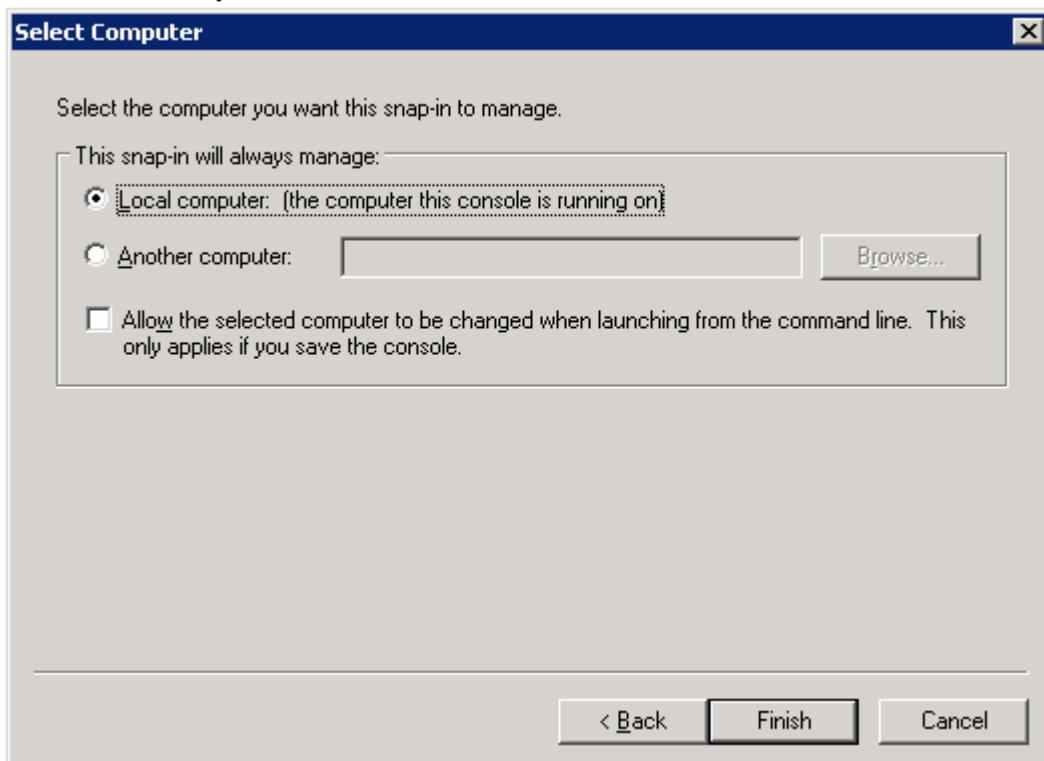 Select Computer
Select the computer you want this snap-in to manage.
This snap-in will always manage:
Local computer:  (the computer this console is running on)
Another computer:
Browse...
Allow the selected computer to be changed when launching from the command line.  This
only applies if you save the console.
< Back
Finish
Cancel